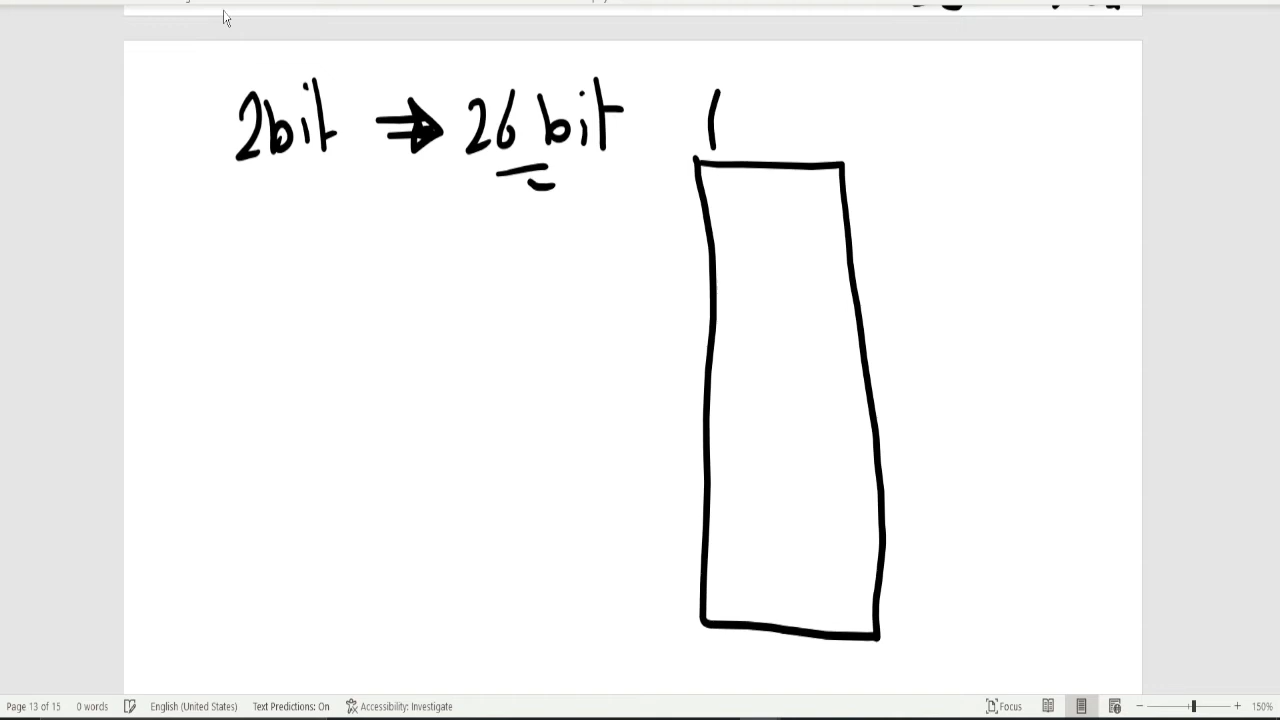 2bit ⇒ 26 bit (
Page 13 of 15 0 words English (United States) Text Predictions: On Accessibility: Investigate Focus 150%